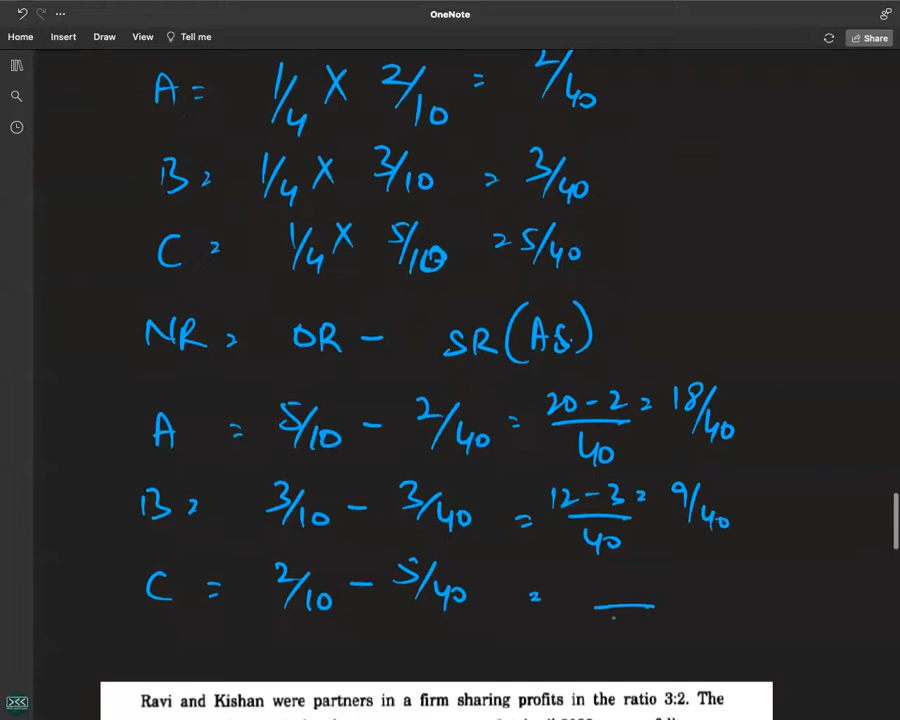 OneNote
Home Insert Draw View Tell me Share
A = 1/4 X 2/10 = 2/40
B = 1/4 X 3/10 = 3/40
C = 1/4 X 5/10 = 5/40
NR = OR - SR (As.)
A = 5/10 - 2/40 = 20-2/40 = 18/40
B = 3/10 - 3/40 = 12-3/40 = 9/40
C = 2/10 - 5/40 =
Ravi and Kishan were partners in a firm sharing profits in the ratio 3:2. The